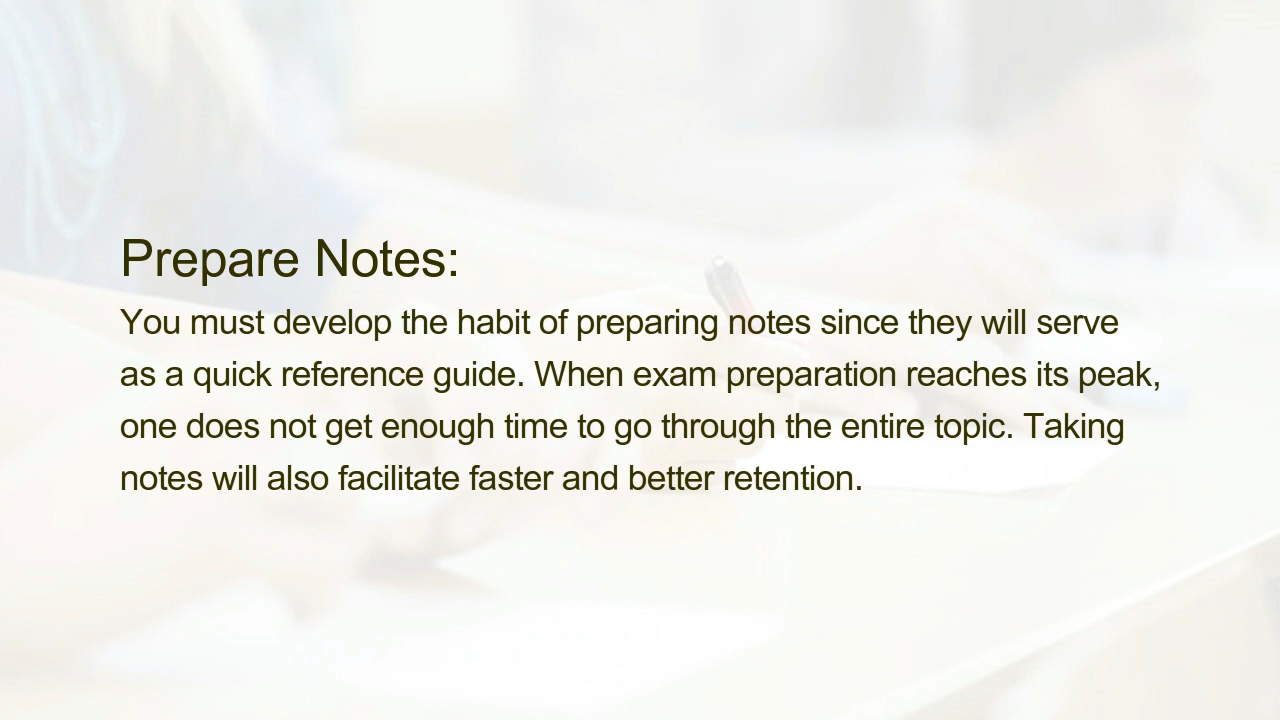 Prepare Notes:
You must develop the habit of preparing notes since they will serve
as a quick reference guide. When exam preparation reaches its peak,
one does not get enough time to go through the entire topic. Taking
notes will also facilitate faster and better retention.